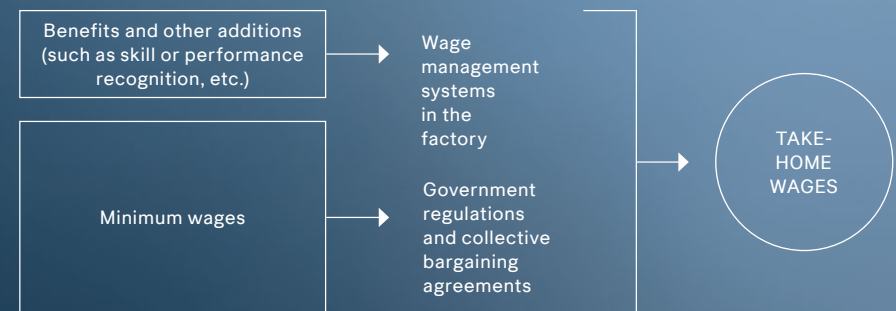 Benefits and other additions
(such as skill or performance
recognition, etc.)
Wage
management
systems
in the
factory
Minimum wages
Government
regulations
and collective
bargaining
agreements
TAKE-
HOME
WAGES